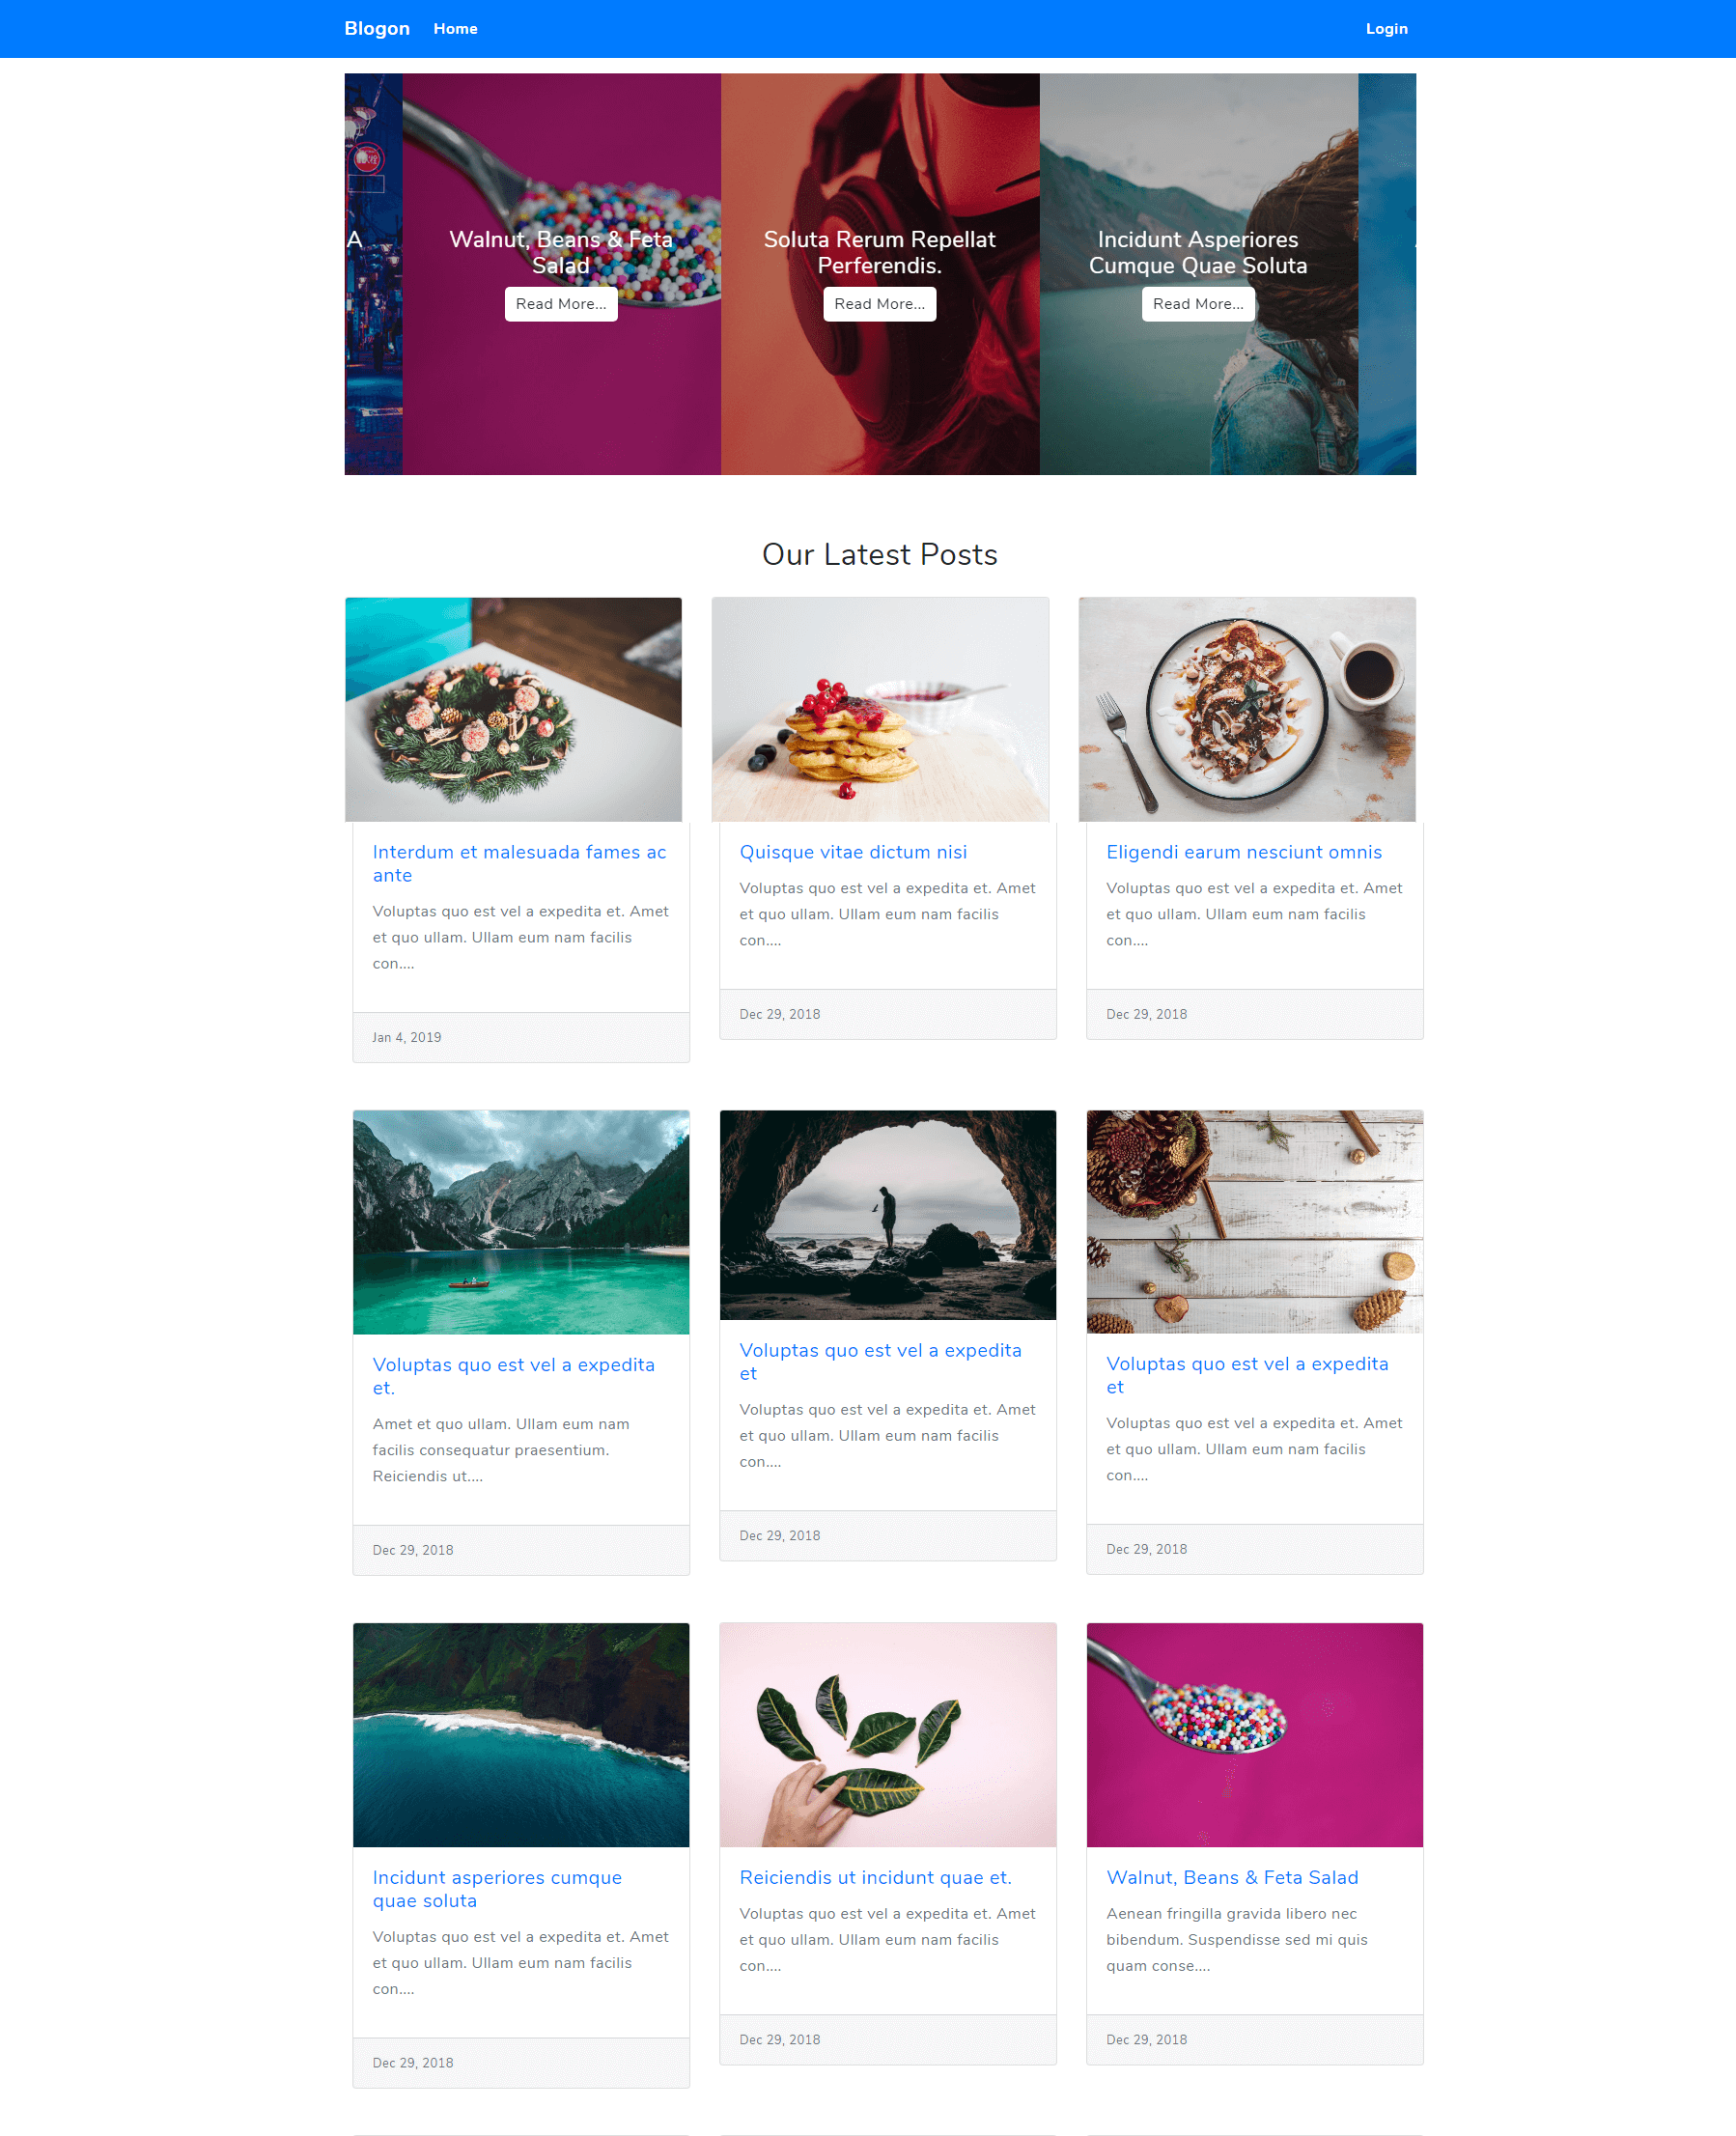 Blogon Home Login
A
Walnut, Beans & Feta
Salad
Read More...
Soluta Rerum Repellat
Perferendis.
Read More...
Incidunt Asperiores
Cumque Quae Soluta
Read More...
Our Latest Posts
Interdum et malesuada fames ac
ante
Voluptas quo est vel a expedita et. Amet
et quo ullam. Ullam eum nam facilis
con....
Jan 4, 2019
Quisque vitae dictum nisi
Voluptas quo est vel a expedita et. Amet
et quo ullam. Ullam eum nam facilis
con....
Dec 29, 2018
Eligendi earum nesciunt omnis
Voluptas quo est vel a expedita et. Amet
et quo ullam. Ullam eum nam facilis
con....
Dec 29, 2018
Voluptas quo est vel a expedita
et.
Amet et quo ullam. Ullam eum nam
facilis consequatur praesentium.
Reiciendis ut....
Dec 29, 2018
Voluptas quo est vel a expedita
et
Voluptas quo est vel a expedita et. Amet
et quo ullam. Ullam eum nam facilis
con....
Dec 29, 2018
Voluptas quo est vel a expedita
et
Voluptas quo est vel a expedita et. Amet
et quo ullam. Ullam eum nam facilis
con....
Dec 29, 2018
Incidunt asperiores cumque
quae soluta
Voluptas quo est vel a expedita et. Amet
et quo ullam. Ullam eum nam facilis
con....
Dec 29, 2018
Reiciendis ut incidunt quae et.
Voluptas quo est vel a expedita et. Amet
et quo ullam. Ullam eum nam facilis
con....
Dec 29, 2018
Walnut, Beans & Feta Salad
Aenean fringilla gravida libero nec
bibendum. Suspendisse sed mi quis
quam conse....
Dec 29, 2018